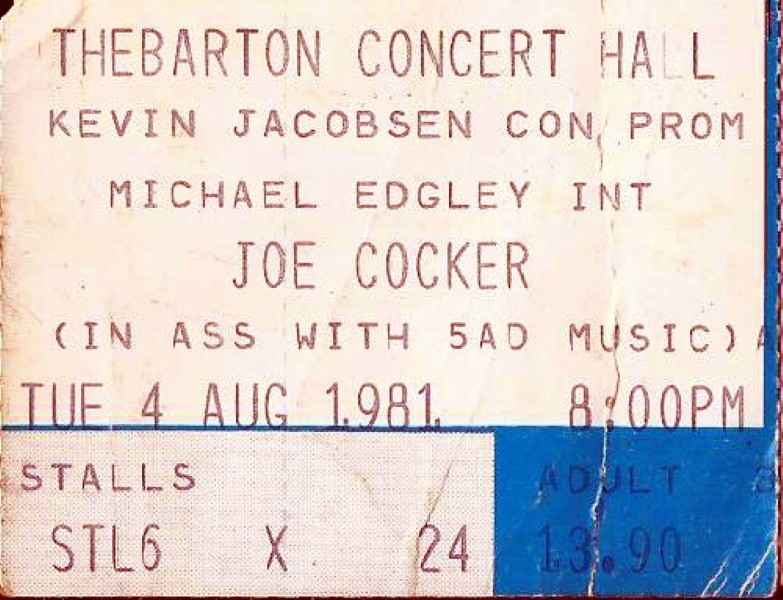 THEBARTON CONCERT HALL
KEVIN JACOBSEN CON PROM
MICHAEL EDGLEY INT
JOE COCKER
(IN ASS WITH 5AD MUSIC)
TUE 4 AUG 1981 8:00PM
STALLS ADULT
STL6 X 24 13.90